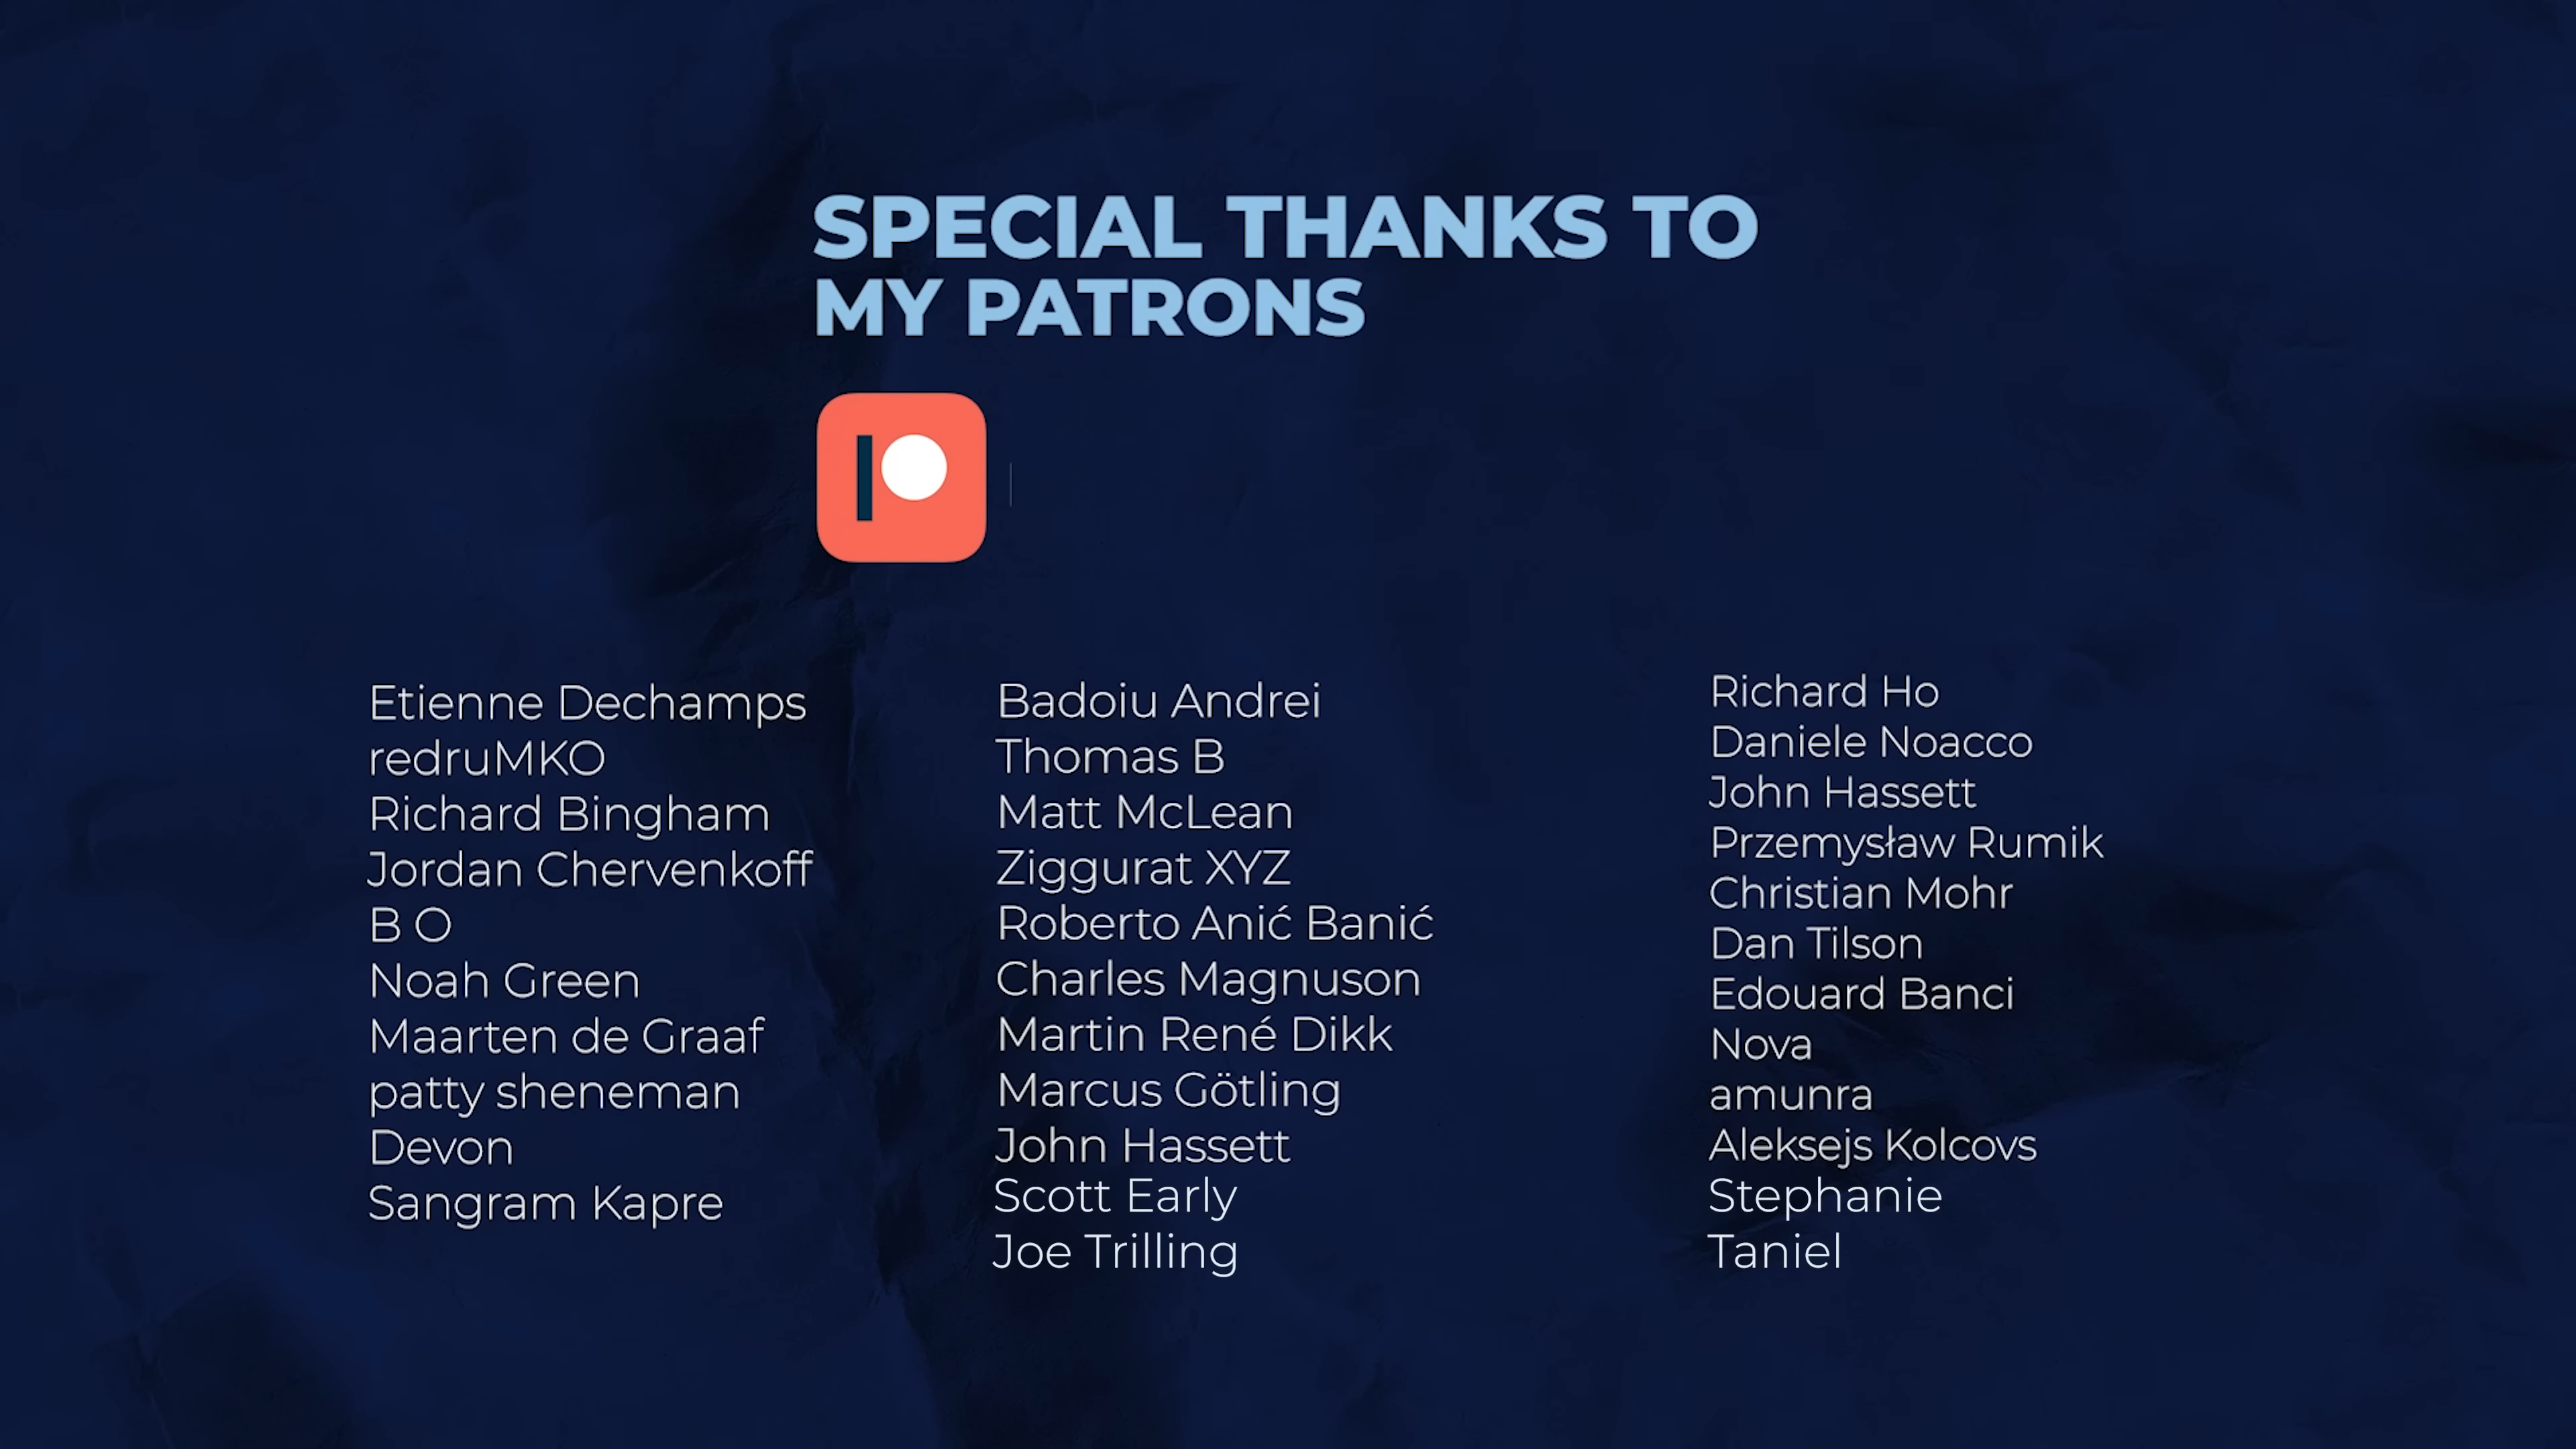 SPECIAL THANKS TO
MY PATRONS
Etienne Dechamps
redruMKO
Richard Bingham
Jordan Chervenkoff
B O
Noah Green
Maarten de Graaf
patty sheneman
Devon
Sangram Kapre
Badoiu Andrei
Thomas B
Matt McLean
Ziggurat XYZ
Roberto Anić Banić
Charles Magnuson
Martin René Dikk
Marcus Götling
John Hassett
Scott Early
Joe Trilling
Richard Ho
Daniele Noacco
John Hassett
Przemysław Rumik
Christian Mohr
Dan Tilson
Edouard Banci
Nova
amunra
Aleksejs Kolcovs
Stephanie
Taniel